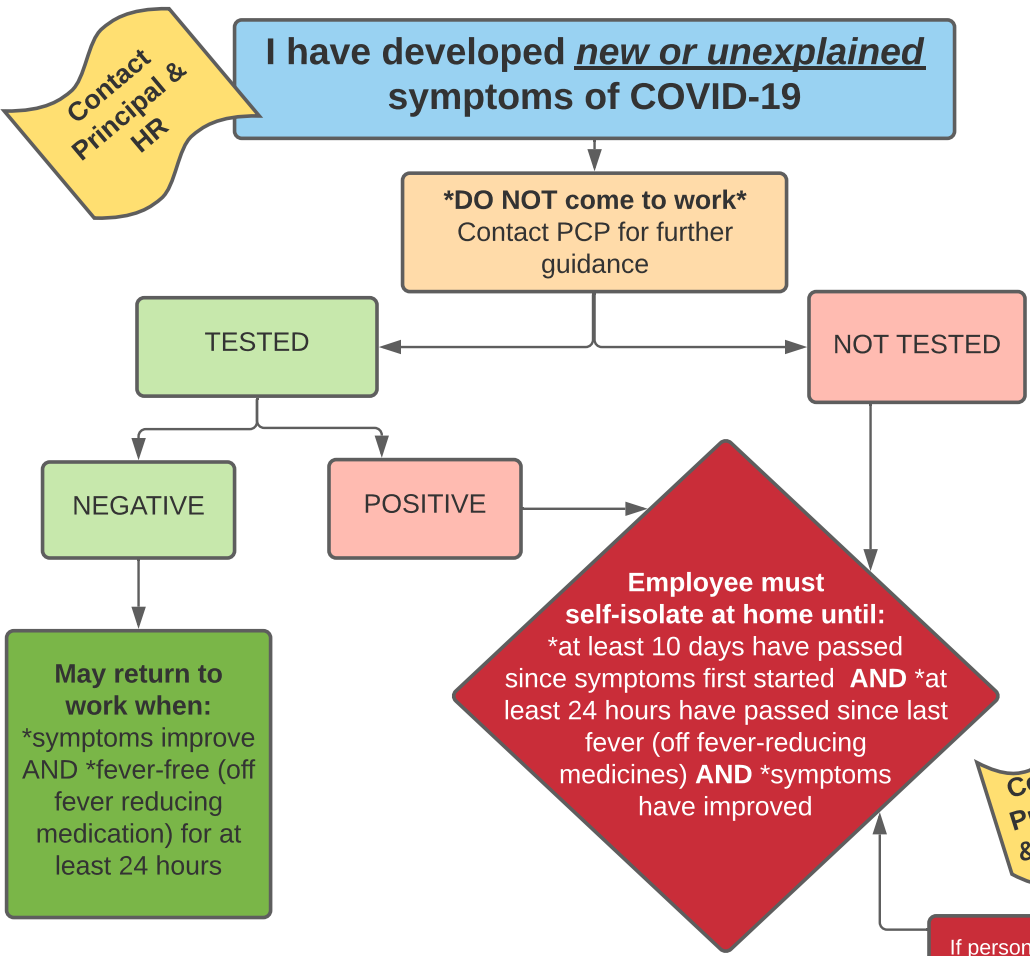 Contact
Principal &
HR
I have developed new or unexplained
symptoms of COVID-19
*DO NOT come to work*
Contact PCP for further
guidance
TESTED
NOT TESTED
NEGATIVE
POSITIVE
Employee must
self-isolate at home until:
*at least 10 days have passed
since symptoms first started AND *at
least 24 hours have passed since last
fever (off fever-reducing
medicines) AND *symptoms
have improved
May return to
work when:
*symptoms improve
AND *fever-free (off
fever reducing
medication) for at
least 24 hours
&
If person